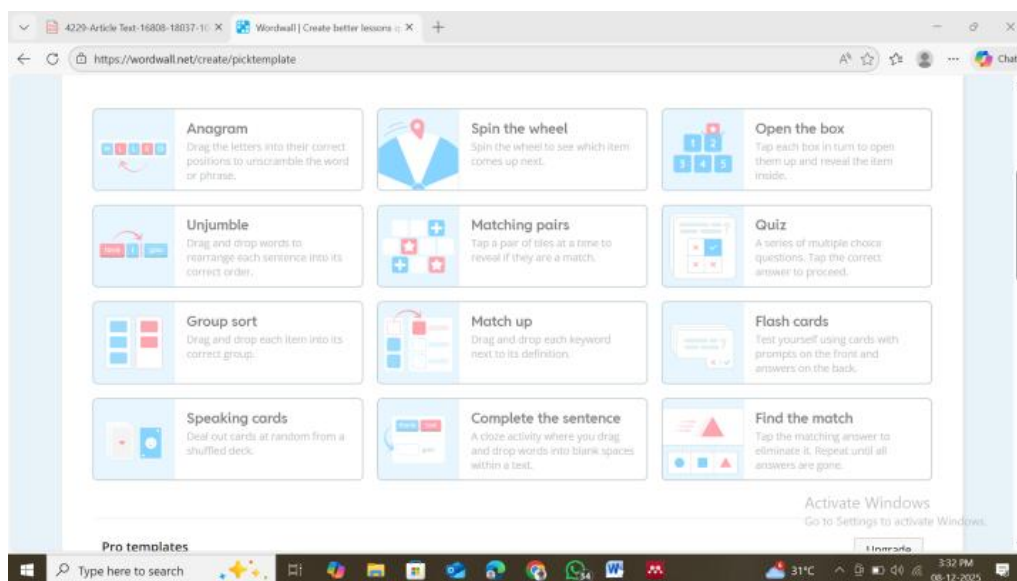 4229-Article Text-16808-18037-1
Wordwall | Create better lessons
https://wordwall.net/create/picktemplate
Chat
Anagram
Drag the letters into their correct
positions to unscramble the word
or phrase.
Spin the wheel
Spin the wheel to see which item
comes up next.
Open the box
Tap each box in turn to open
them up and reveal the item
inside.
1 2
3 4 5
Unjumble
Drag and drop words to
rearrange each sentence into its
correct order.
Matching pairs
Tap a pair of tiles at a time to
reveal if they are a match.
Quiz
A series of multiple choice
questions. Tap the correct
answer to proceed.
Group sort
Drag and drop each item into its
correct group.
Match up
Drag and drop each keyword
next to its definition.
Flash cards
Test yourself using cards with
prompts on the front and
answers on the back.
Speaking cards
Deal out cards at random from a
shuffled deck.
Complete the sentence
A cloze activity where you drag
and drop words into blank spaces
within a text.
Find the match
Tap the matching answer to
eliminate it. Repeat until all
answers are gone.
Activate Windows
Go to Settings to activate Windows.
Pro templates
Upgrade
Type here to search
31°C
3:32 PM
08-12-2025